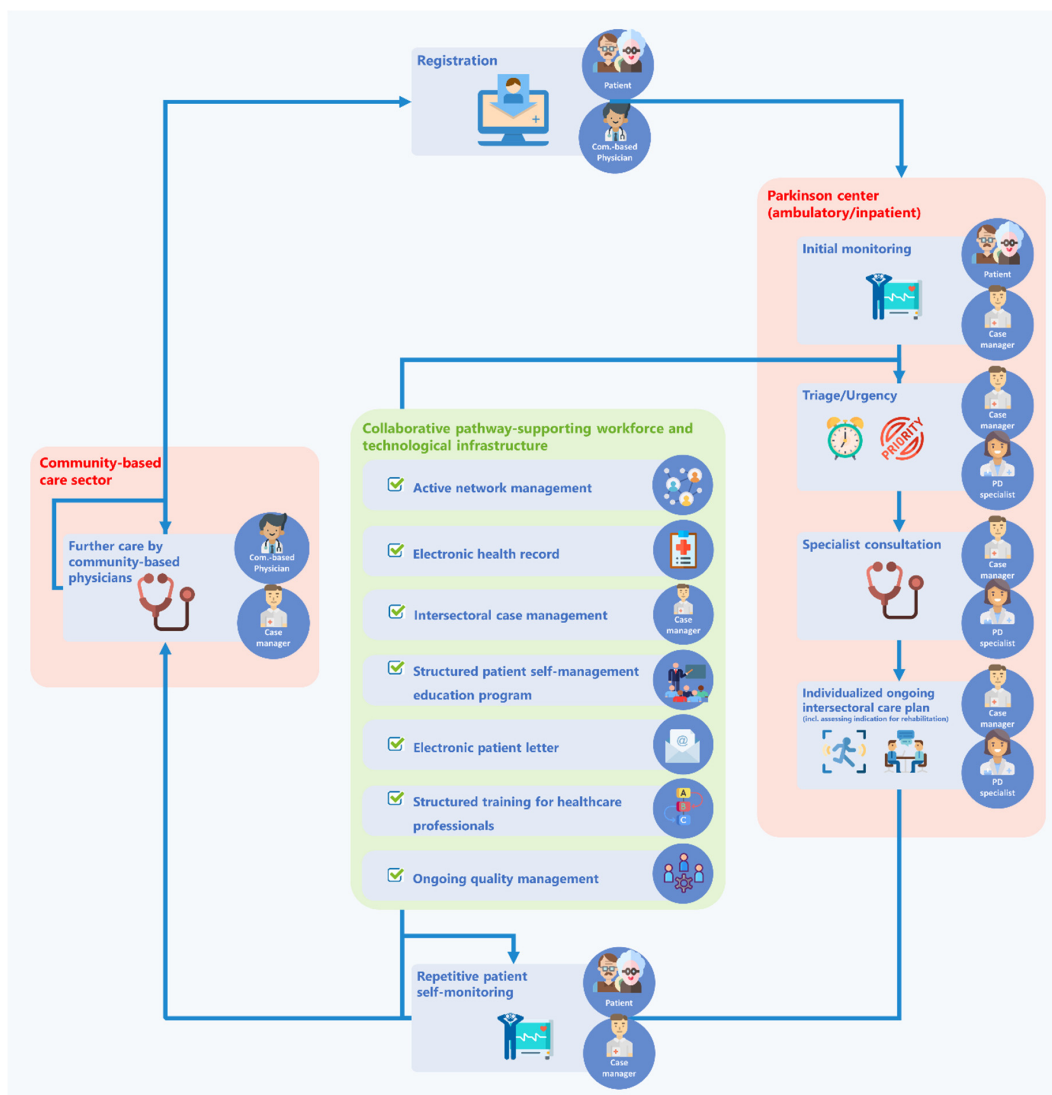 Registration
Patient
Com.-based
Physician
Parkinson center
(ambulatory/inpatient)
Initial monitoring
Patient
Case
manager
Triage/Urgency
PRIORITY
Case
manager
PD
specialist
Specialist consultation
Case
manager
PD
specialist
Individualized ongoing
intersectoral care plan
(incl. assessing indication for rehabilitation)
Case
manager
PD
specialist
Collaborative pathway-supporting workforce and
technological infrastructure
Active network management
Electronic health record
Intersectoral case management
Case
manager
Structured patient self-management
education program
Electronic patient letter
@
Structured training for healthcare
professionals
A
B
C
Ongoing quality management
Community-based
care sector
Further care by
community-based
physicians
Com.-based
Physician
Case
manager
Repetitive patient
self-monitoring
Patient
Case
manager